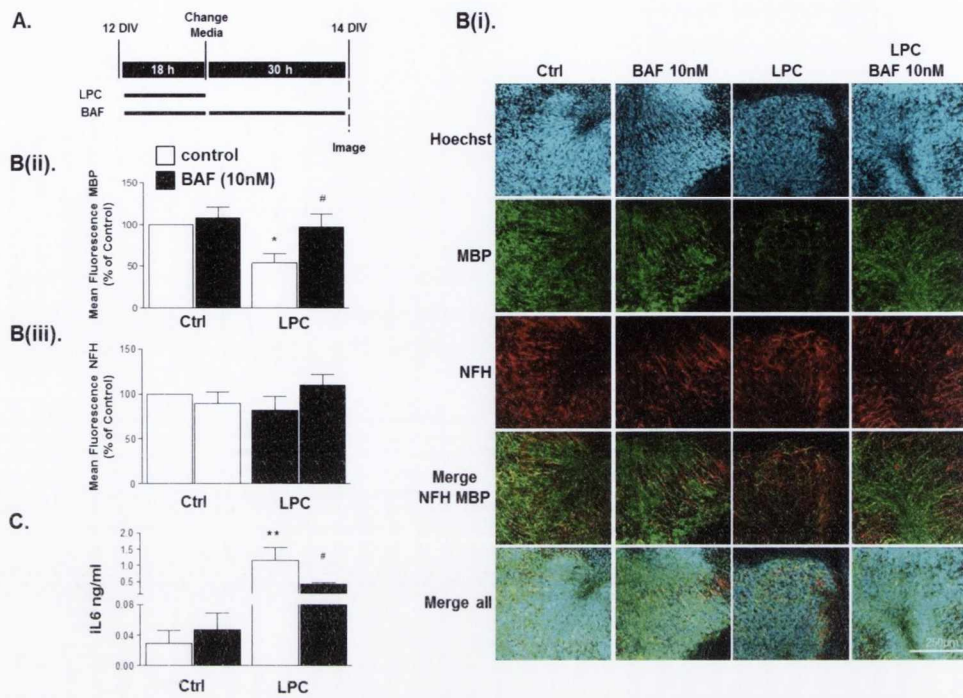 A.
12 DIV
Change
Media
14 DIV
18 h
30 h
LPC
BAF
Image
B(ii).
control
BAF (10nM)
Mean Fluorescence MBP
(% of Control)
150
100
50
0
#
*
Ctrl
LPC
B(iii).
Mean Fluorescence NFH
(% of Control)
150
100
50
0
Ctrl
LPC
C.
iL6 ng/ml
2.0
1.5
1.0
0.5
0.08
0.04
0.00
**
#
Ctrl
LPC
B(i).
Ctrl
BAF 10nM
LPC
LPC
BAF 10nM
Hoechst
MBP
NFH
Merge
NFH MBP
Merge all
250µm